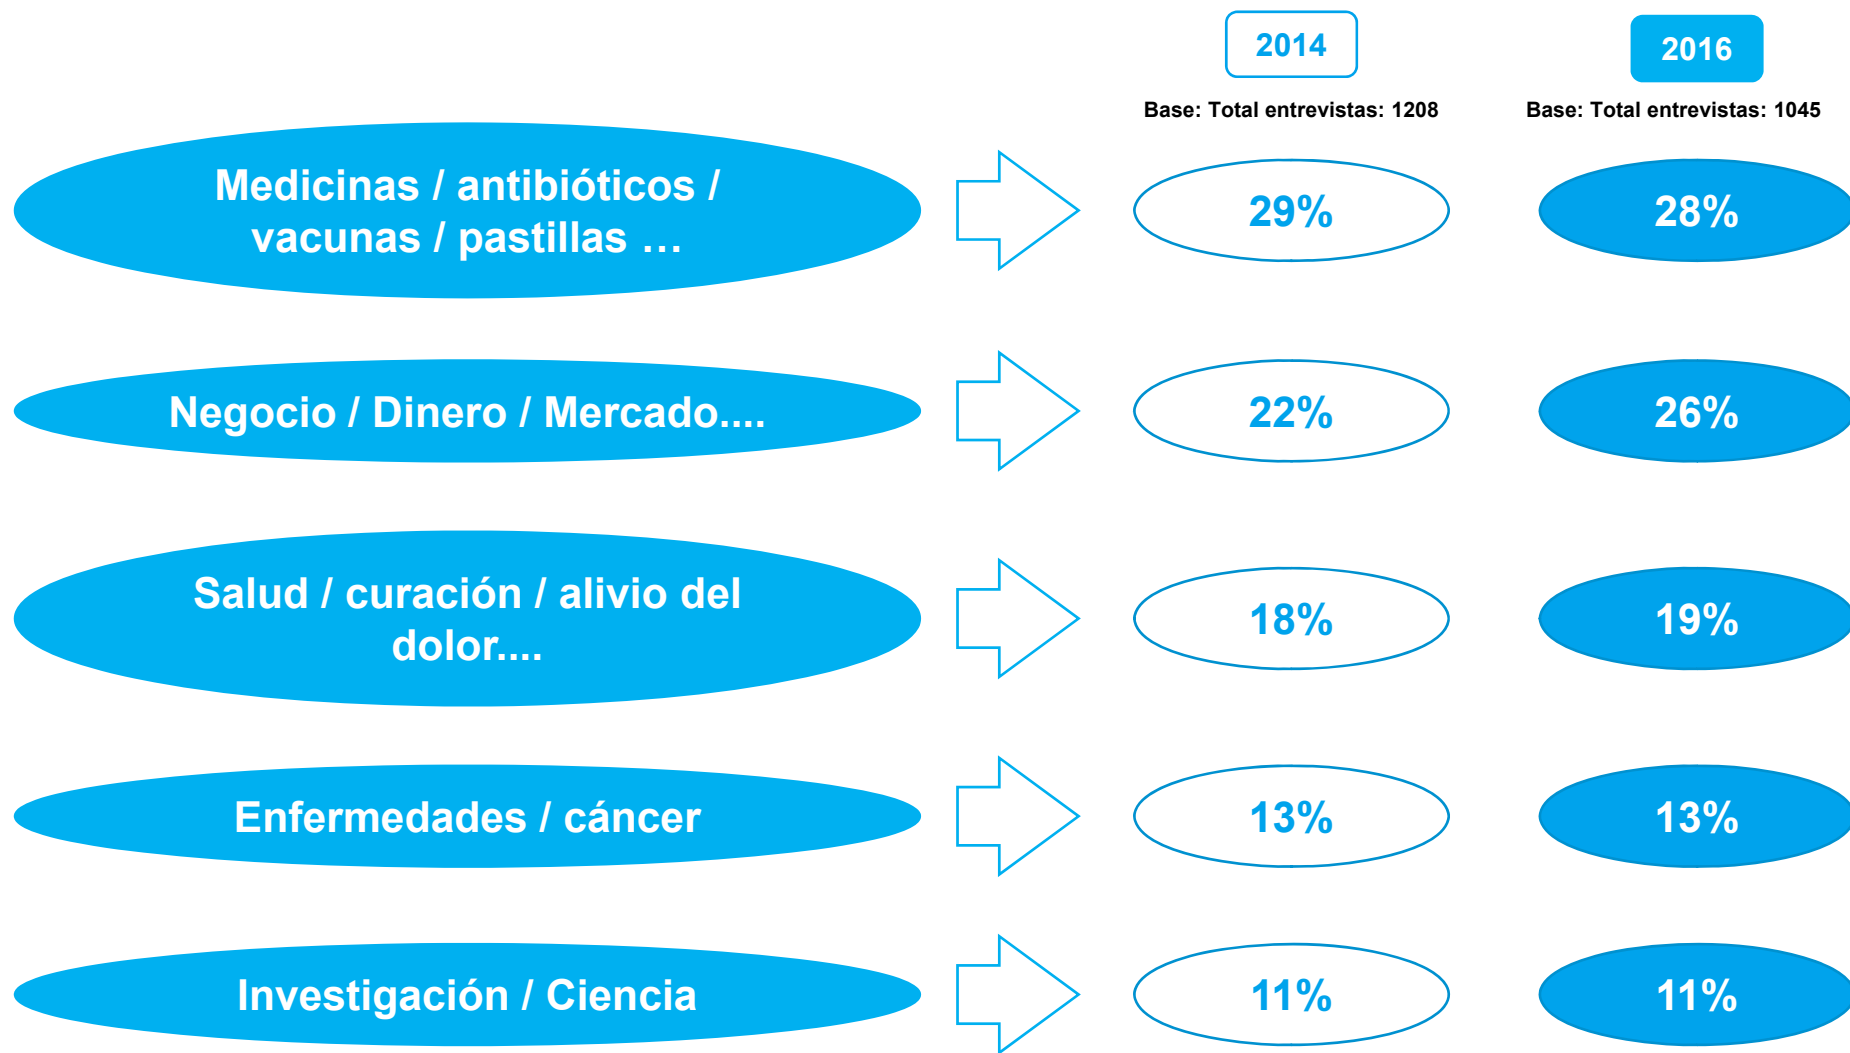 2014
2016
Base: Total entrevistas: 1208
Base: Total entrevistas: 1045
Medicinas / antibióticos /
vacunas / pastillas …
29%
28%
Negocio / Dinero / Mercado....
22%
26%
Salud / curación / alivio del
dolor....
18%
19%
Enfermedades / cáncer
13%
13%
Investigación / Ciencia
11%
11%